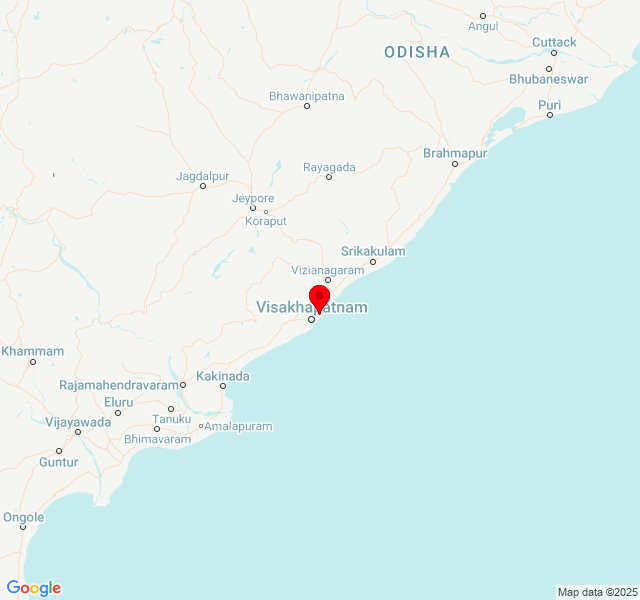 Angul
Cuttack
ODISHA
Bhubaneswar
Bhawanipatna
Puri
Brahmapur
Rayagada
Jagdalpur
Jeypore
Koraput
Srikakulam
Vizianagaram
Visakhapatnam
Khammam
Kakinada
Rajamahendravaram
Eluru
Tanuku
Amalapuram
Vijayawada
Bhimavaram
Guntur
Ongole
Google
Map data ©2025